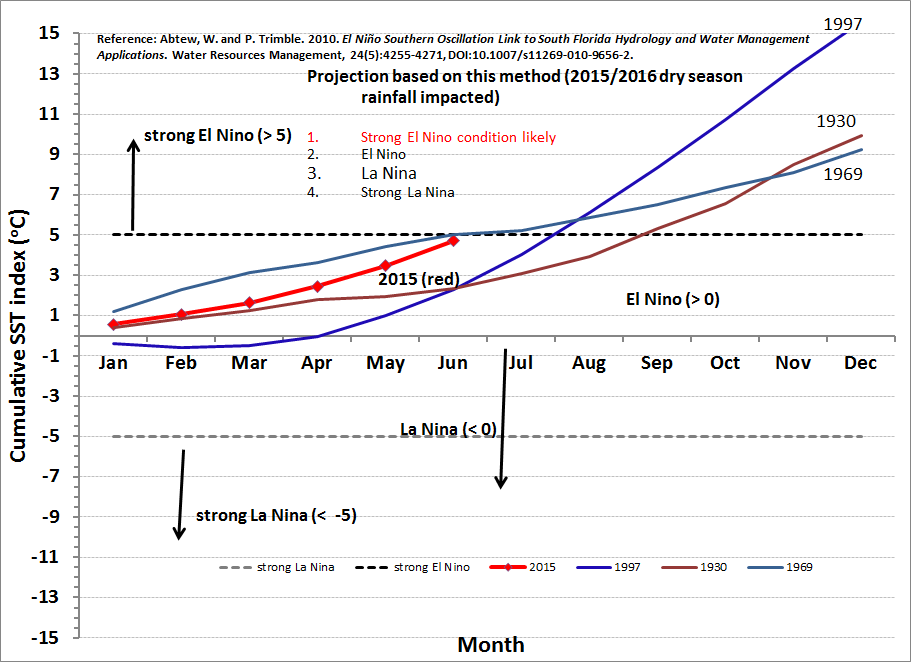 1997
Reference: Abtew, W. and P. Trimble. 2010. El Niño Southern Oscillation Link to South Florida Hydrology and Water Management
Applications. Water Resources Management, 24(5):4255-4271, DOI:10.1007/s11269-010-9656-2.
Projection based on this method (2015/2016 dry season
rainfall impacted)
strong El Nino (> 5)
1. Strong El Nino condition likely
2. El Nino
3. La Nina
4. Strong La Nina
1930
1969
2015 (red)
El Nino (> 0)
La Nina (< 0)
strong La Nina (< -5)
Cumulative SST index (°C)
15
13
11
9
7
5
3
1
-1
-3
-5
-7
-9
-11
-13
-15
Jan Feb Mar Apr May Jun Jul Aug Sep Oct Nov Dec
strong La Nina strong El Nino 2015 1997 1930 1969
Month